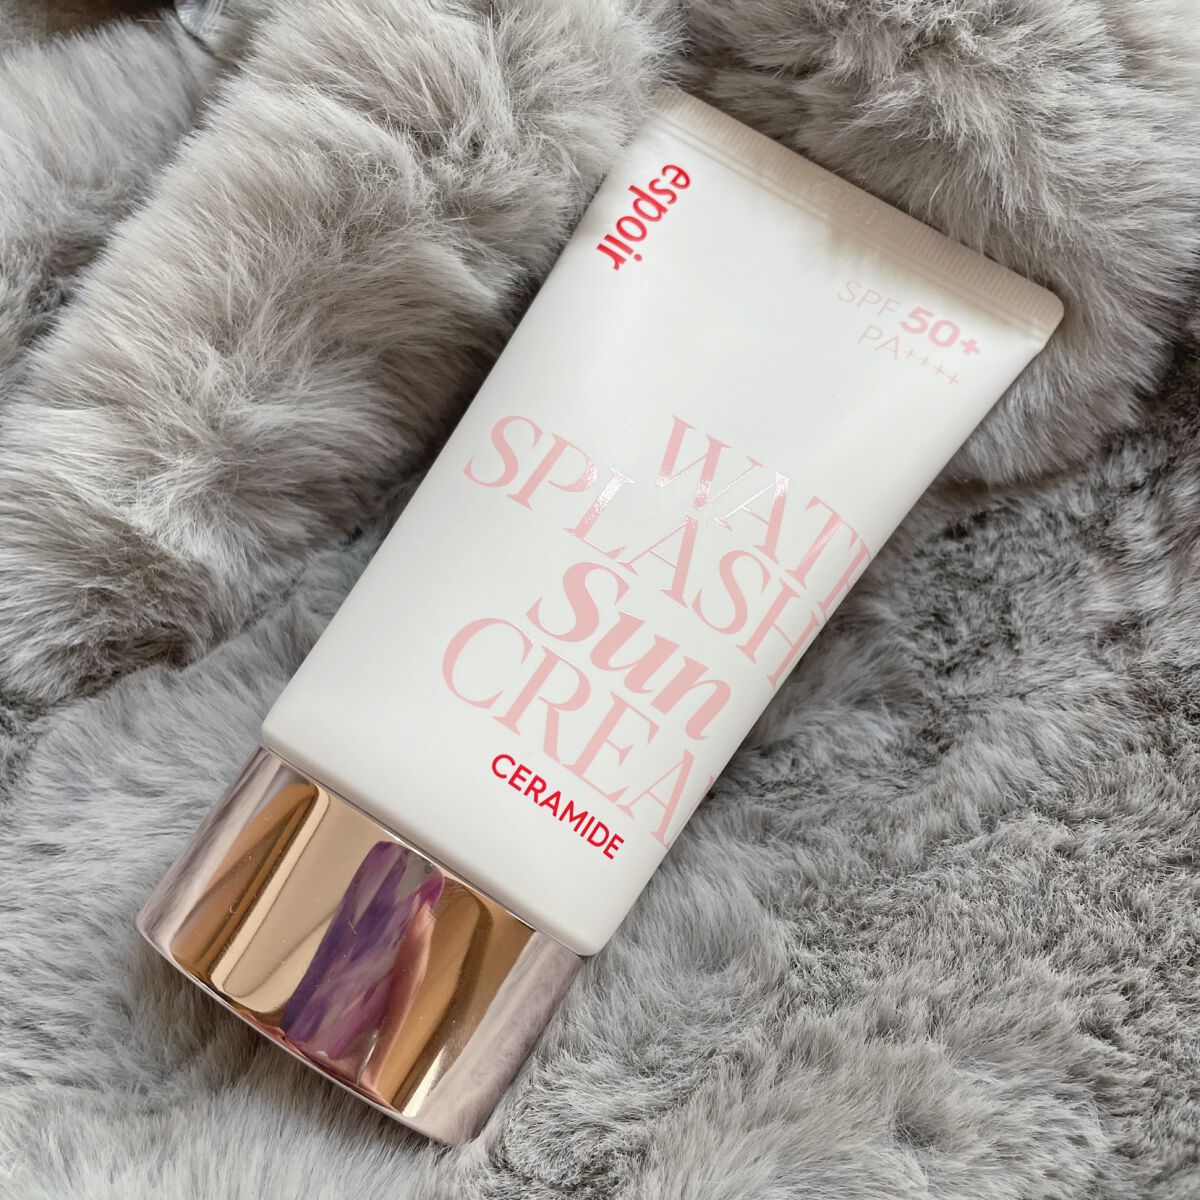 espoir
SPF 50+
PA++++
WAT
SPLASH
Sun
CREA
CERAMIDE